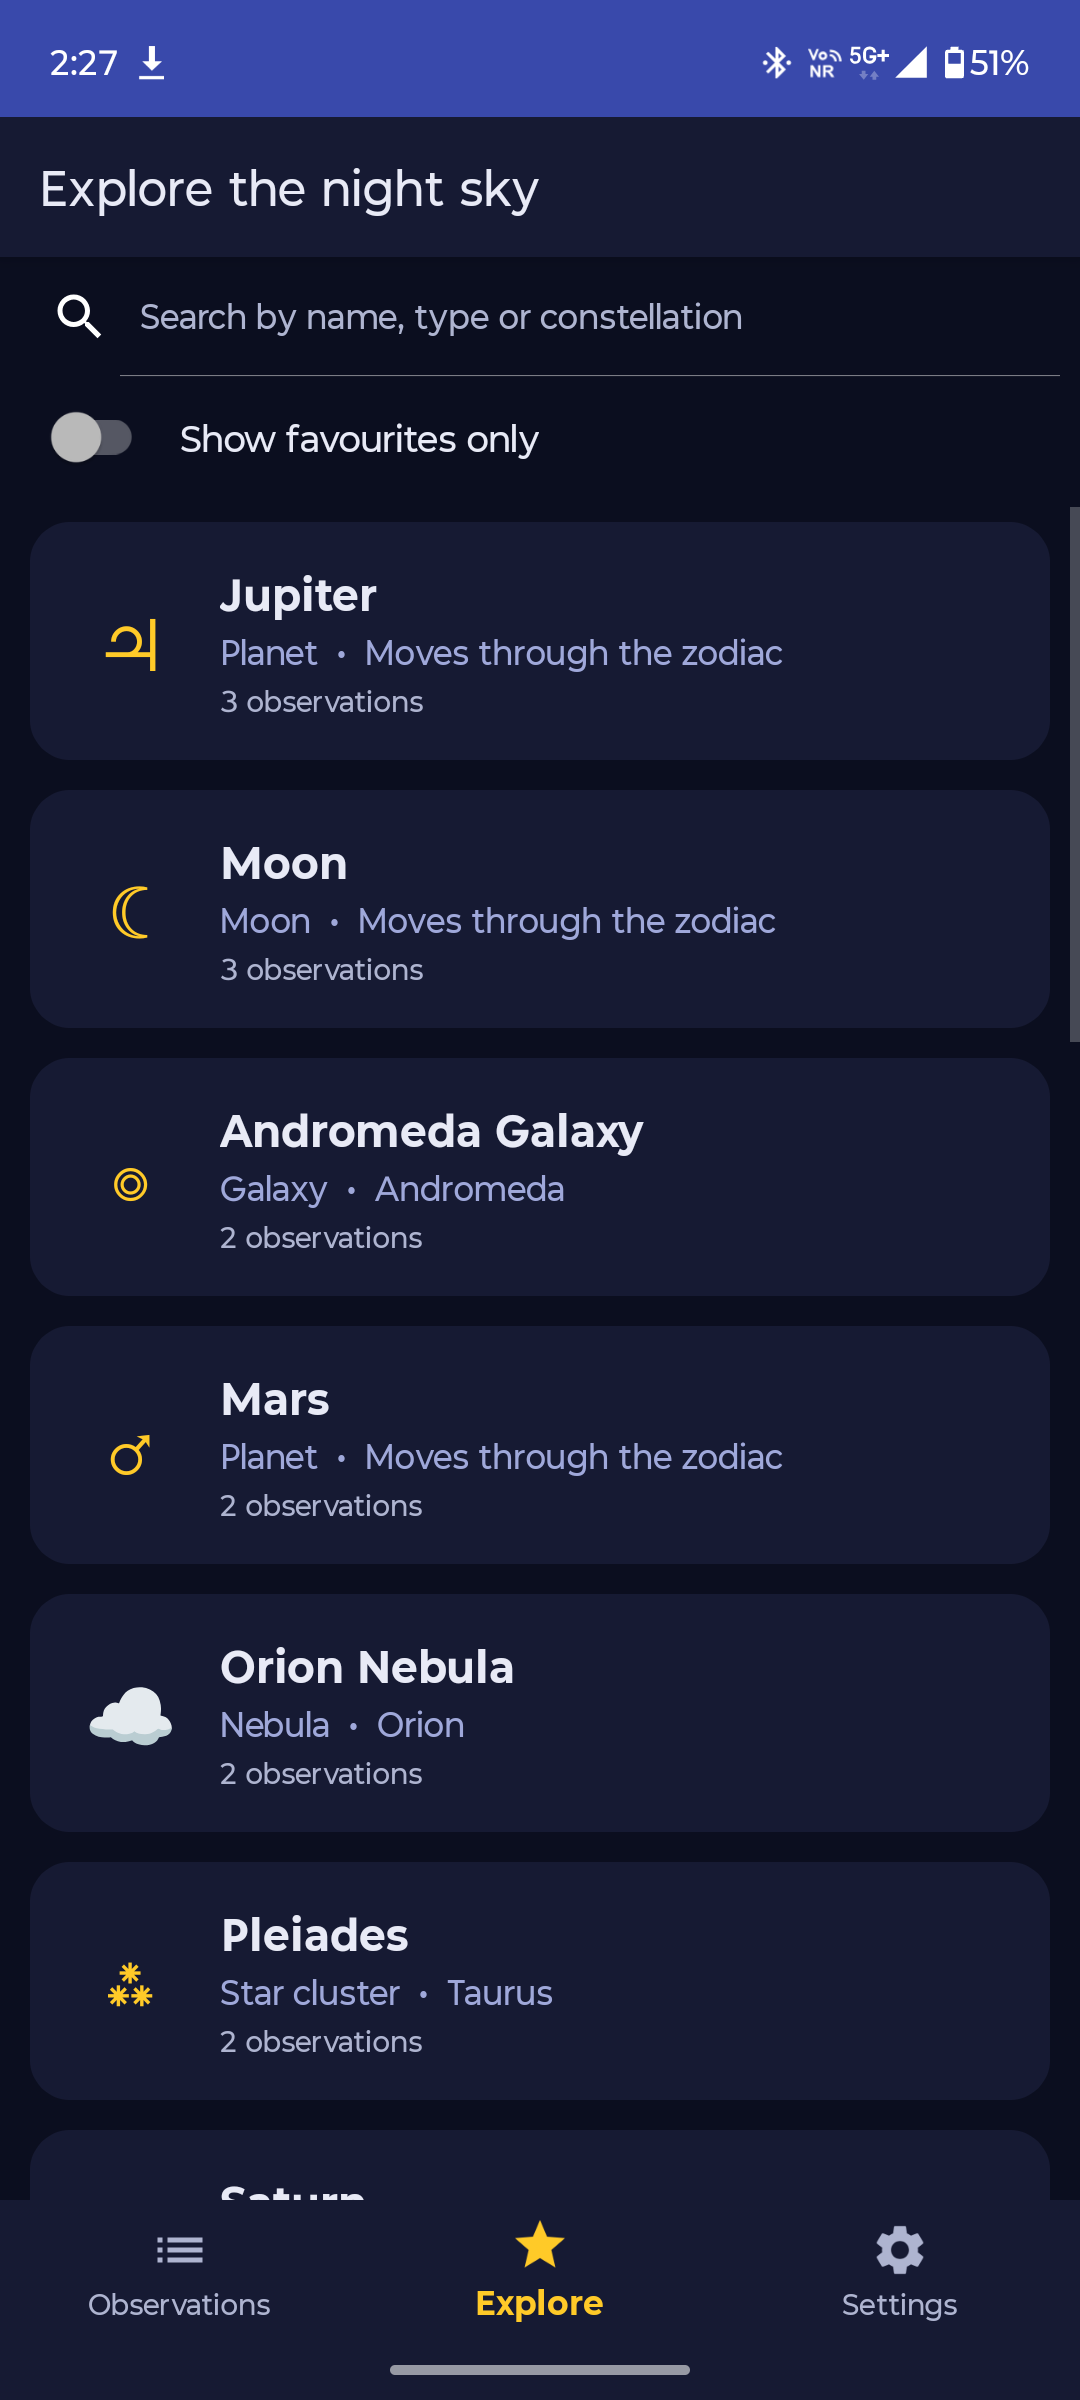 2:27
VoNR 5G+ 51%
Explore the night sky
Search by name, type or constellation
Show favourites only
Jupiter
Planet • Moves through the zodiac
3 observations
Moon
Moon • Moves through the zodiac
3 observations
Andromeda Galaxy
Galaxy • Andromeda
2 observations
Mars
Planet • Moves through the zodiac
2 observations
Orion Nebula
Nebula • Orion
2 observations
Pleiades
Star cluster • Taurus
2 observations
Saturn
Observations
Explore
Settings